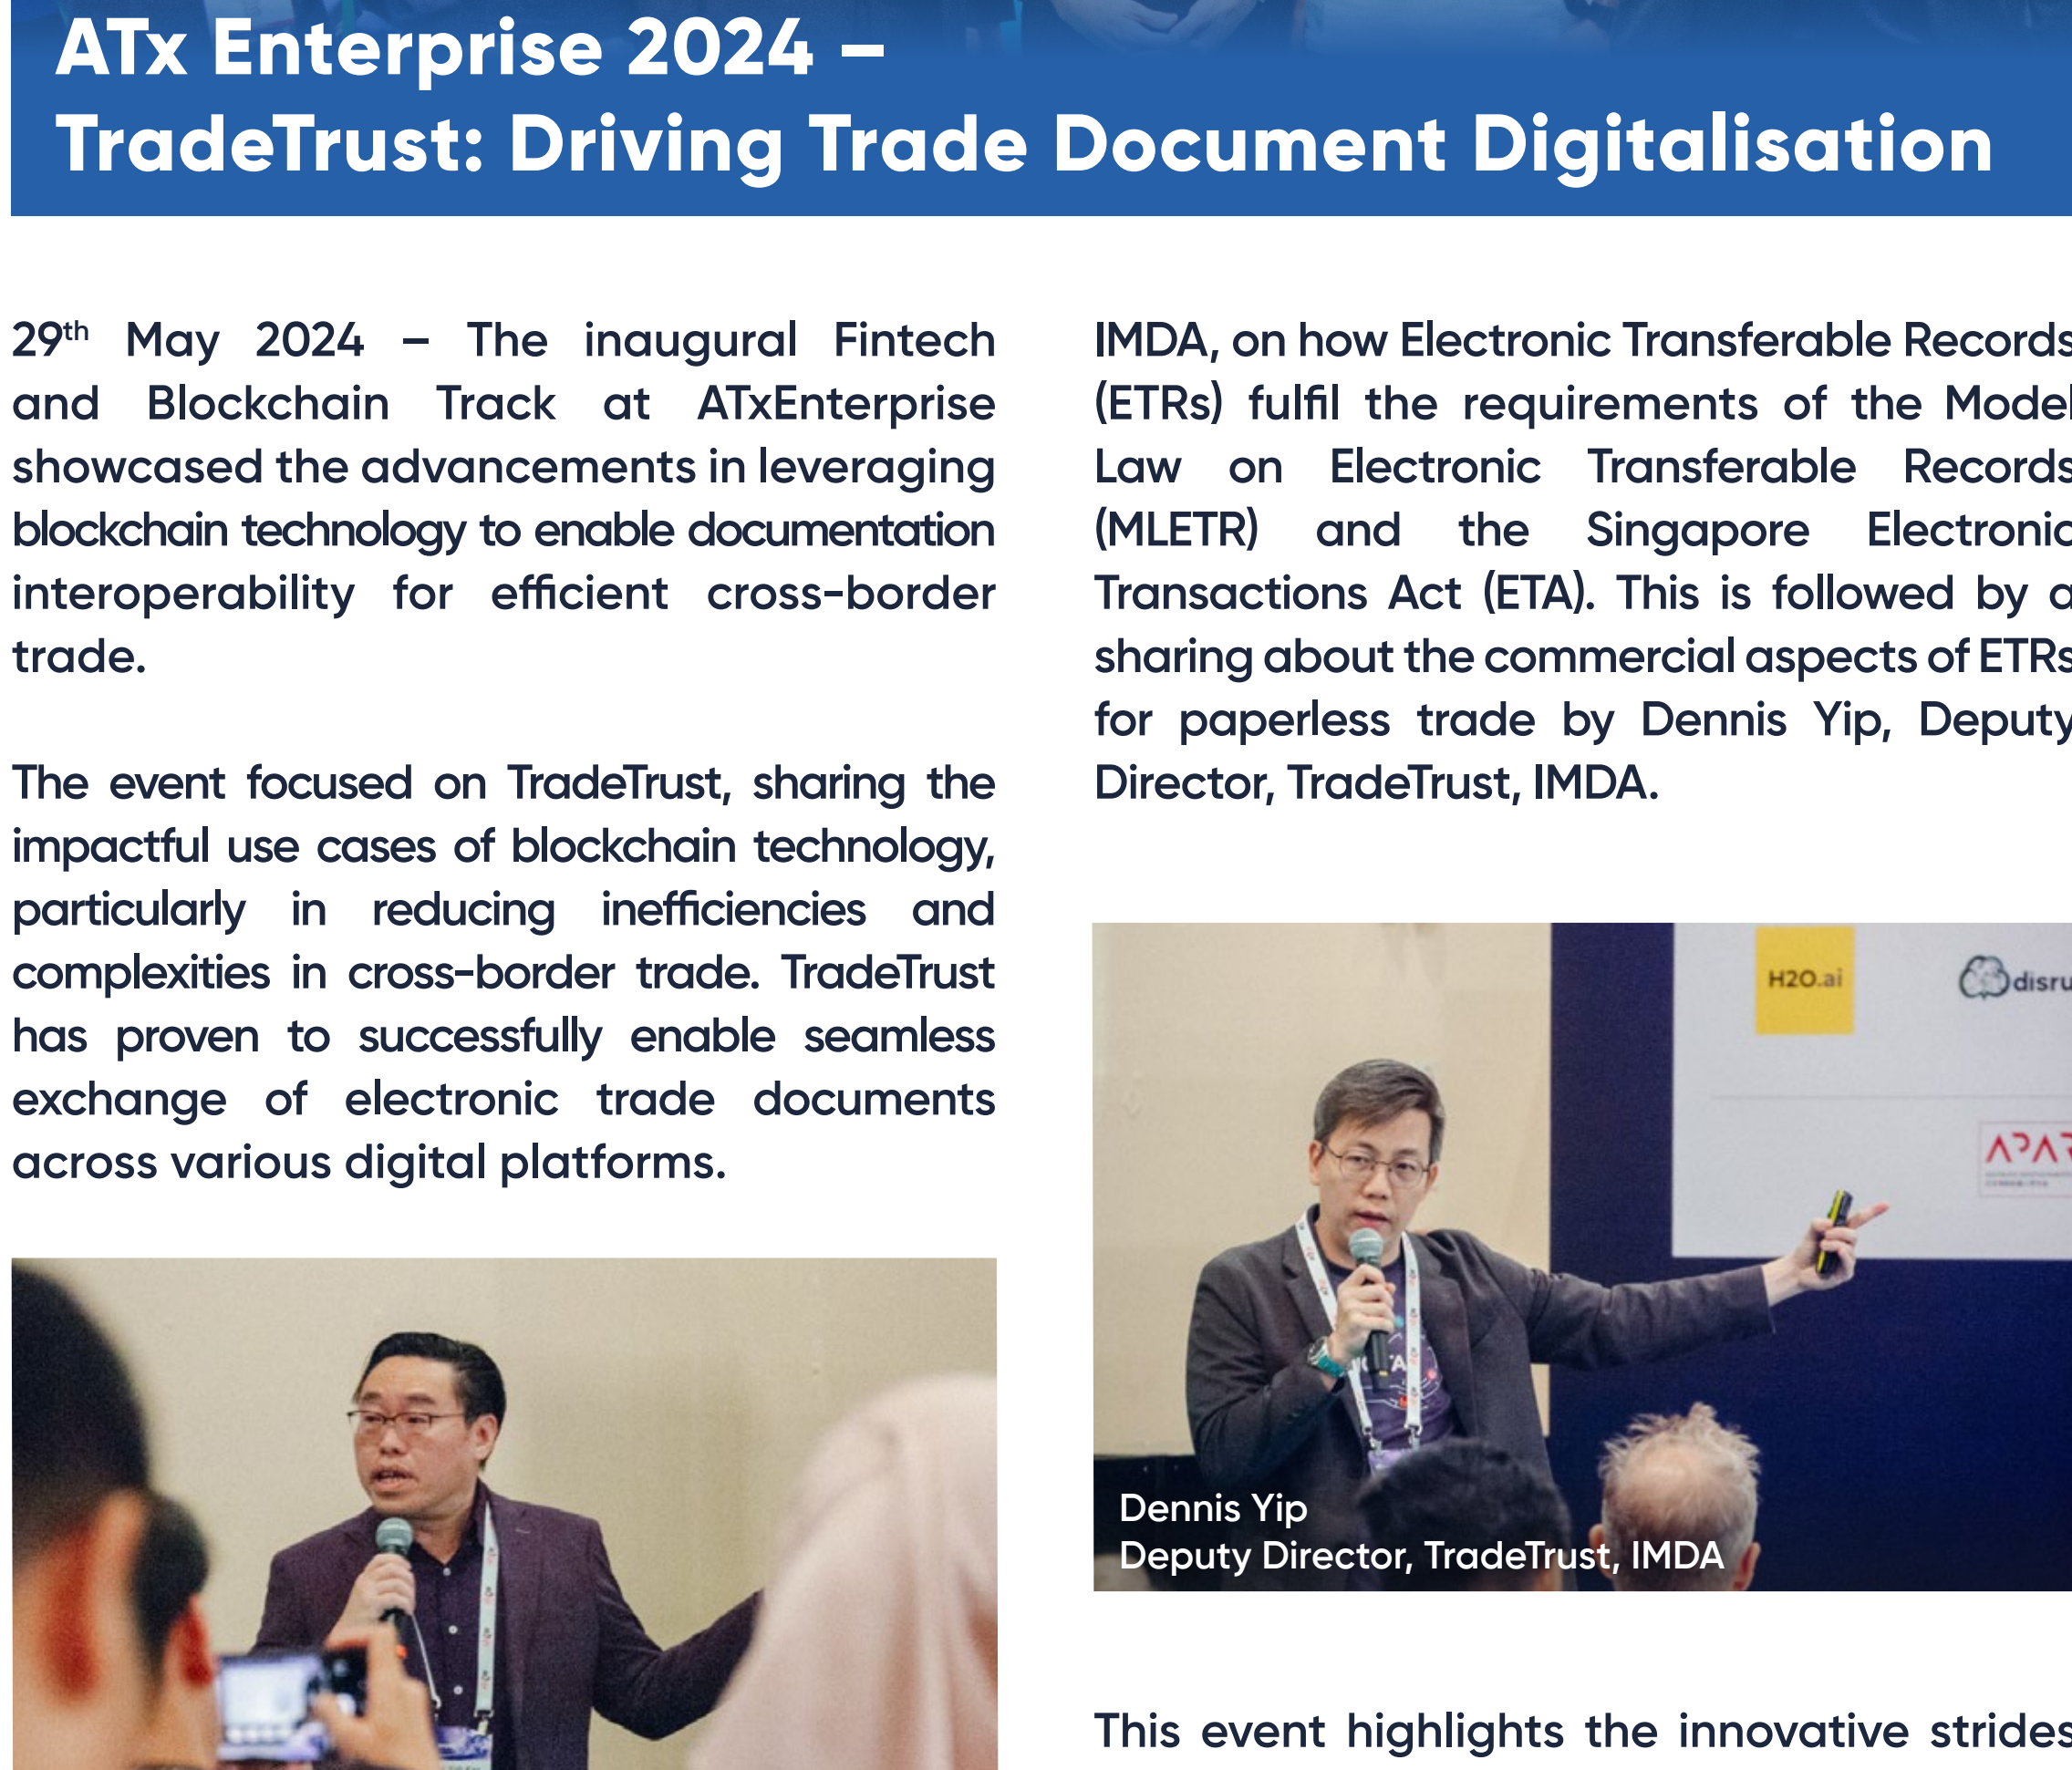 ATx Enterprise 2024 –
TradeTrust: Driving Trade Document Digitalisation
29th May 2024 – The inaugural Fintech
and Blockchain Track at ATxEnterprise
showcased the advancements in leveraging
blockchain technology to enable documentation
interoperability for efficient cross-border
trade.
The event focused on TradeTrust, sharing the
impactful use cases of blockchain technology,
particularly in reducing inefficiencies and
complexities in cross-border trade. TradeTrust
has proven to successfully enable seamless
exchange of electronic trade documents
across various digital platforms.
IMDA, on how Electronic Transferable Records
(ETRs) fulfil the requirements of the Model
Law on Electronic Transferable Records
(MLETR) and the Singapore Electronic
Transactions Act (ETA). This is followed by a
sharing about the commercial aspects of ETRs
for paperless trade by Dennis Yip, Deputy
Director, TradeTrust, IMDA.
H2O.ai
disru
Dennis Yip
Deputy Director, TradeTrust, IMDA
This event highlights the innovative strides